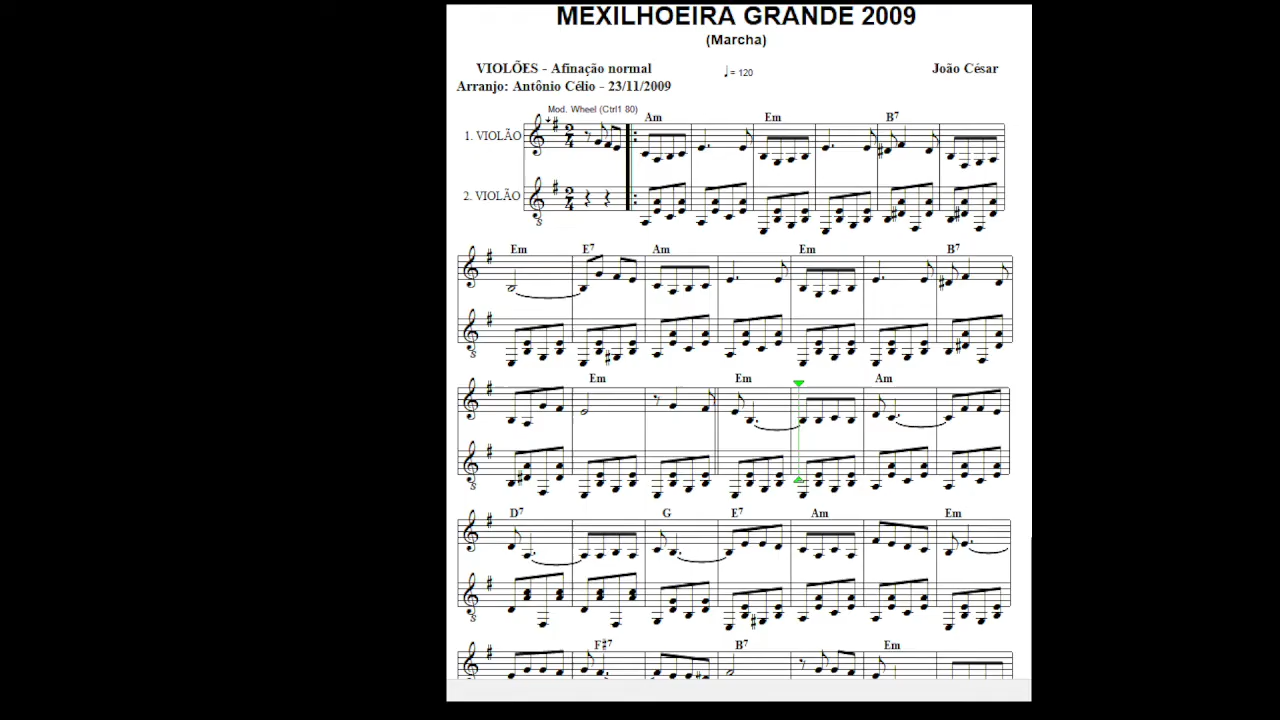 MEXILHOEIRA GRANDE 2009
(Marcha)
VIOLÕES - Afinação normal
♩ = 120
João César
Arranjo: Antônio Célio - 23/11/2009
Mod. Wheel (Ctrl1 80)
Am Em B7
1. VIOLÃO
2. VIOLÃO
Em E7 Am Em B7
Em Em Am
D7 G E7 Am Em
F#7 B7 Em